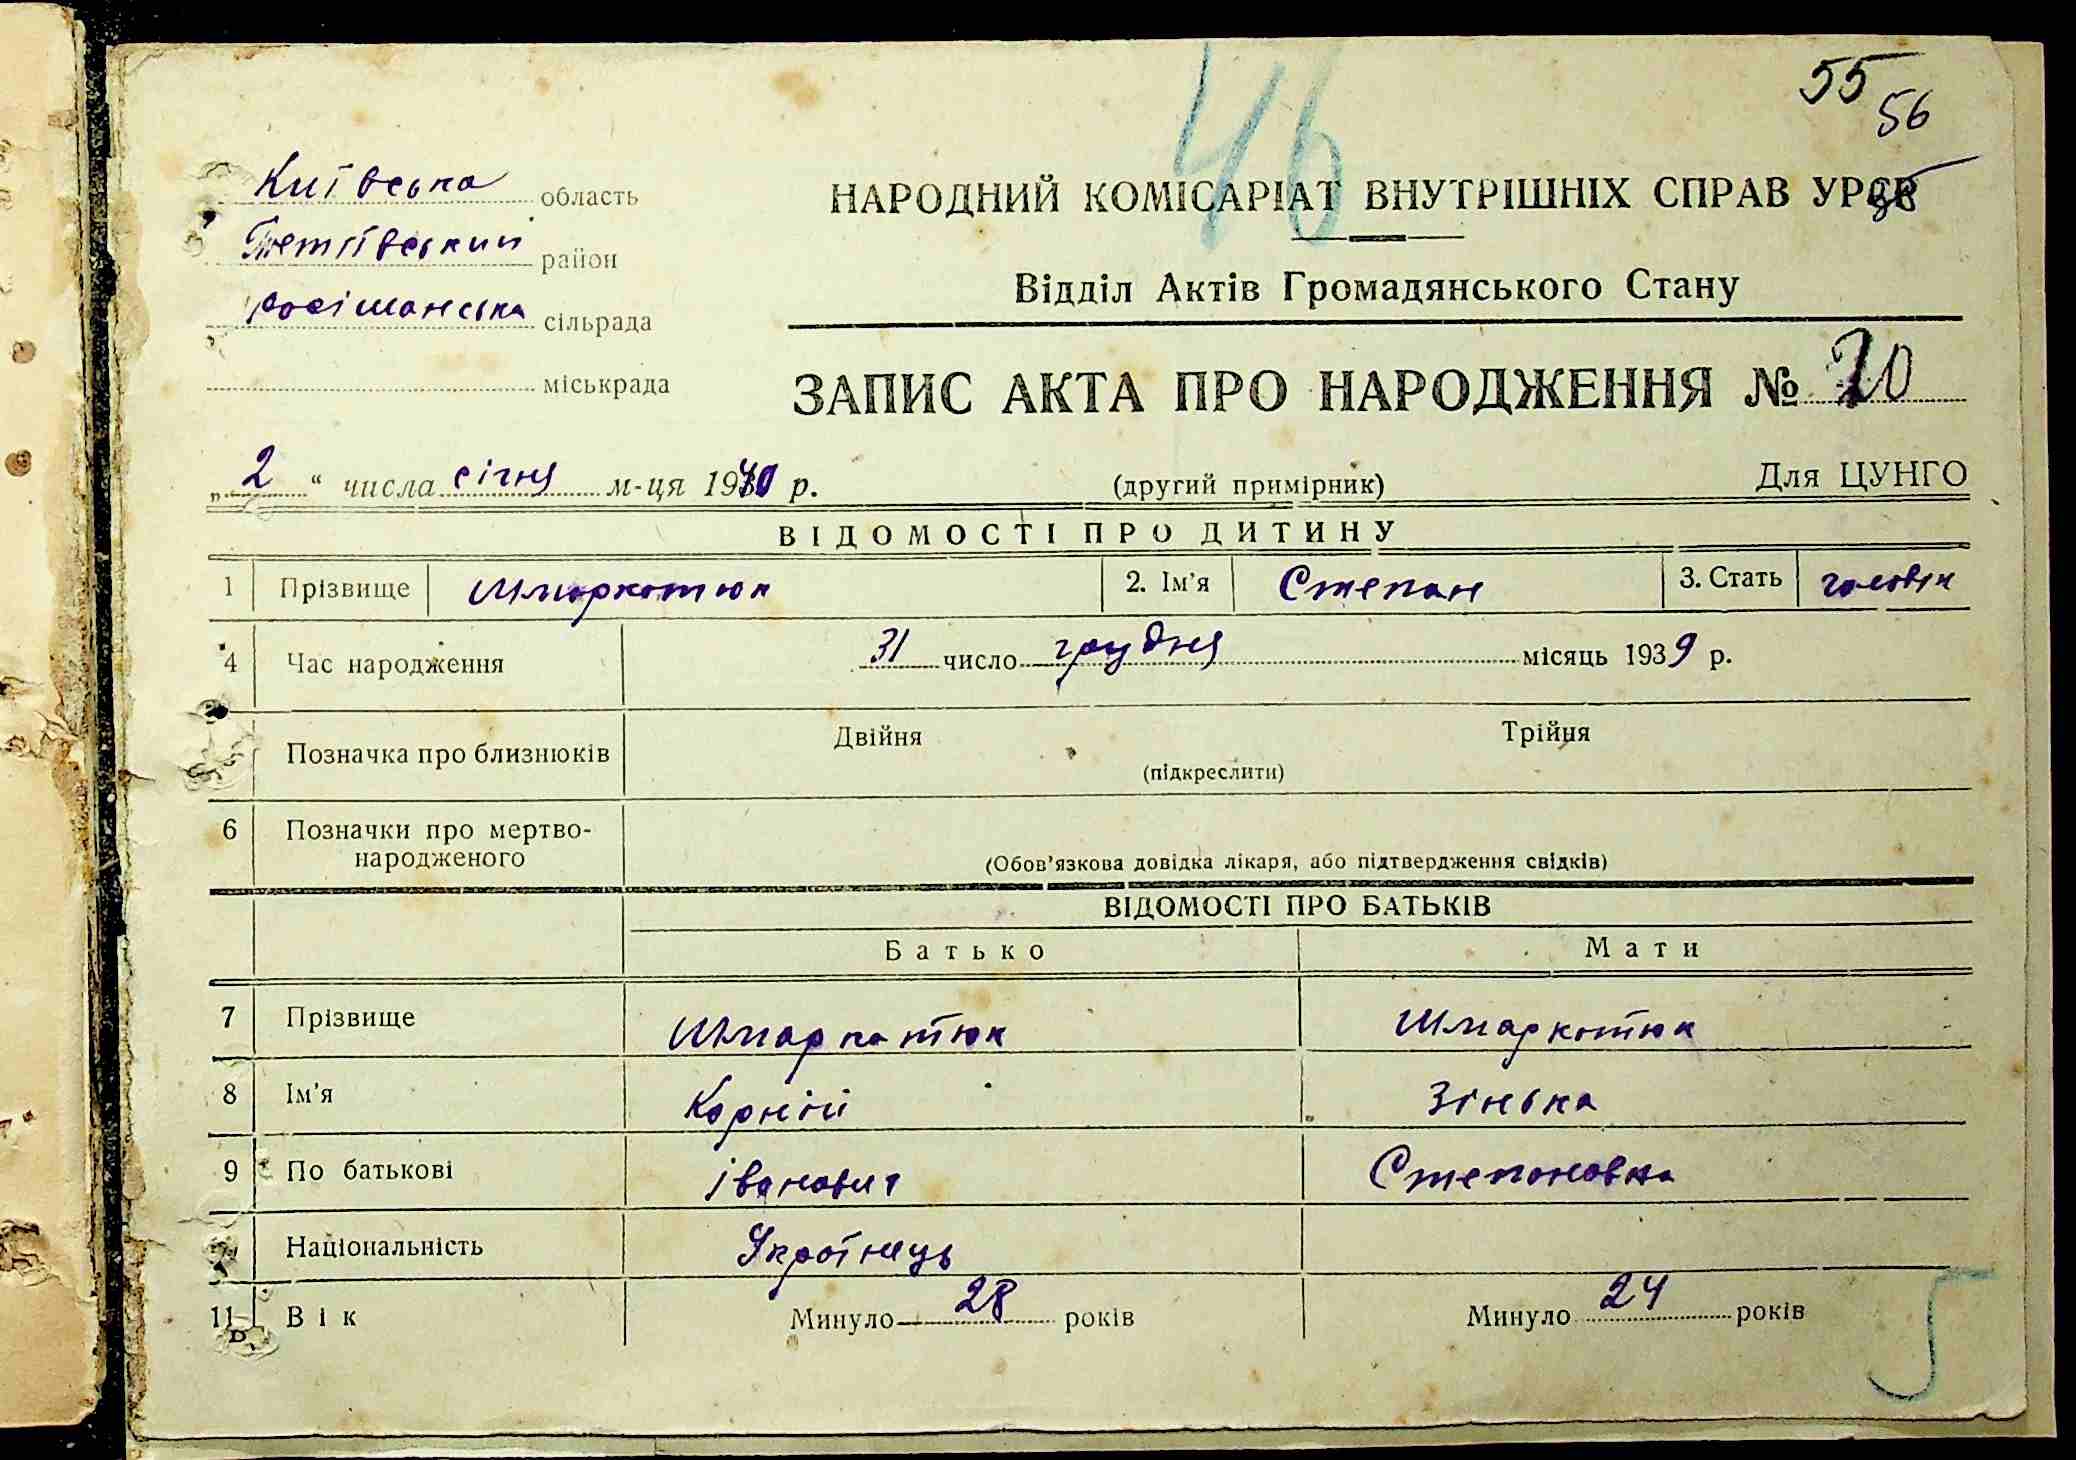 46
55
56
Київська область
Тетіївський район
Росішанська сільрада
міськрада
НАРОДНИЙ КОМІСАРІАТ ВНУТРІШНІХ СПРАВ УРСР
Відділ Актів Громадянського Стану
ЗАПИС АКТА ПРО НАРОДЖЕННЯ № 20
„2“ числа січня м-ця 1940 р.
(другий примірник)
Для ЦУНГО
ВІДОМОСТІ ПРО ДИТИНУ
1 Прізвище Шмаркотюк 2. Ім’я Степан 3. Стать чоловік
4 Час народження 31 число грудня місяць 1939 р.
Позначка про близнюків Двійня Трійня
(підкреслити)
6 Позначки про мертво-
народженого
(Обов’язкова довідка лікаря, або підтвердження свідків)
ВІДОМОСТІ ПРО БАТЬКІВ
Батько Мати
7 Прізвище Шмаркотюк Шмаркотюк
8 Ім’я Корній Зінька
9 По батькові Іванович Степановна
Національність Українець
11 Вік Минуло 28 років Минуло 24 років
5